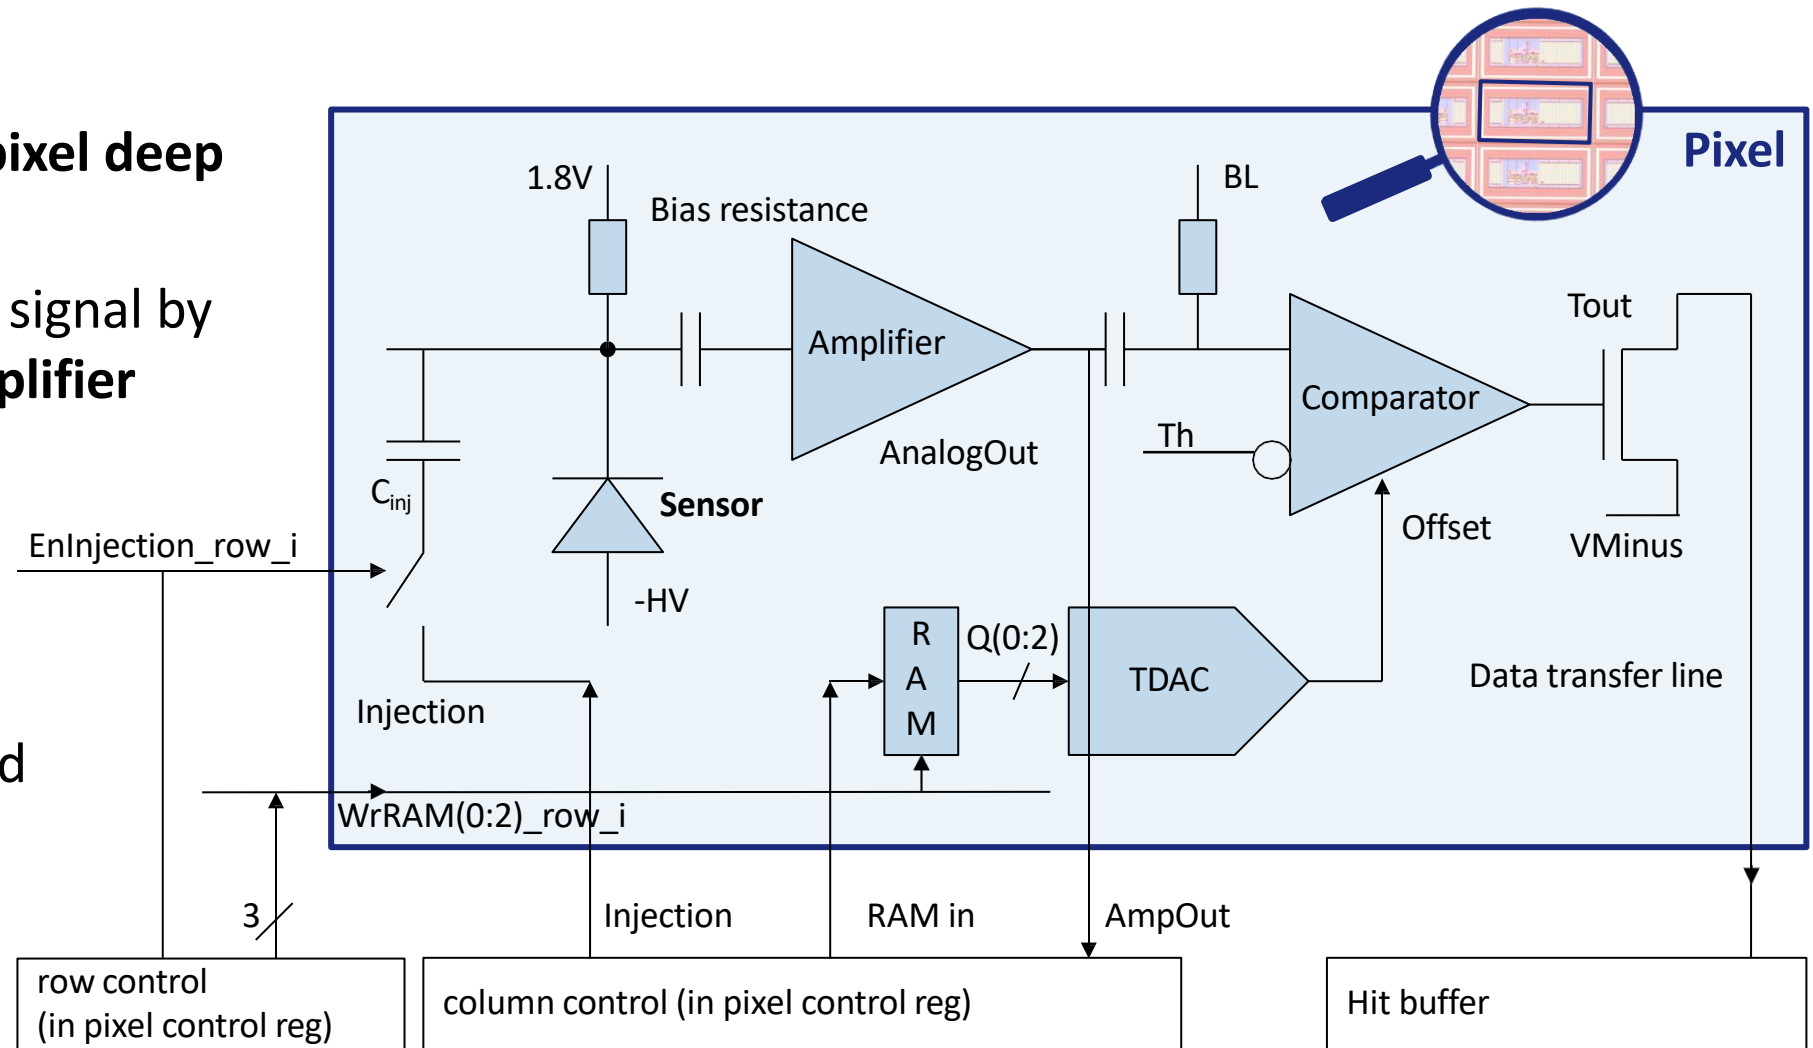 pixel deep
signal by
plifier
d
Pixel
1.8V
Bias resistance
BL
Tout
Amplifier
Comparator
Th
AnalogOut
C_inj
Sensor
Offset
EnInjection_row_i
VMinus
-HV
R
A
M
Q(0:2)
TDAC
Data transfer line
Injection
WrRAM(0:2)_row_i
3
Injection
RAM in
AmpOut
row control
(in pixel control reg)
column control (in pixel control reg)
Hit buffer